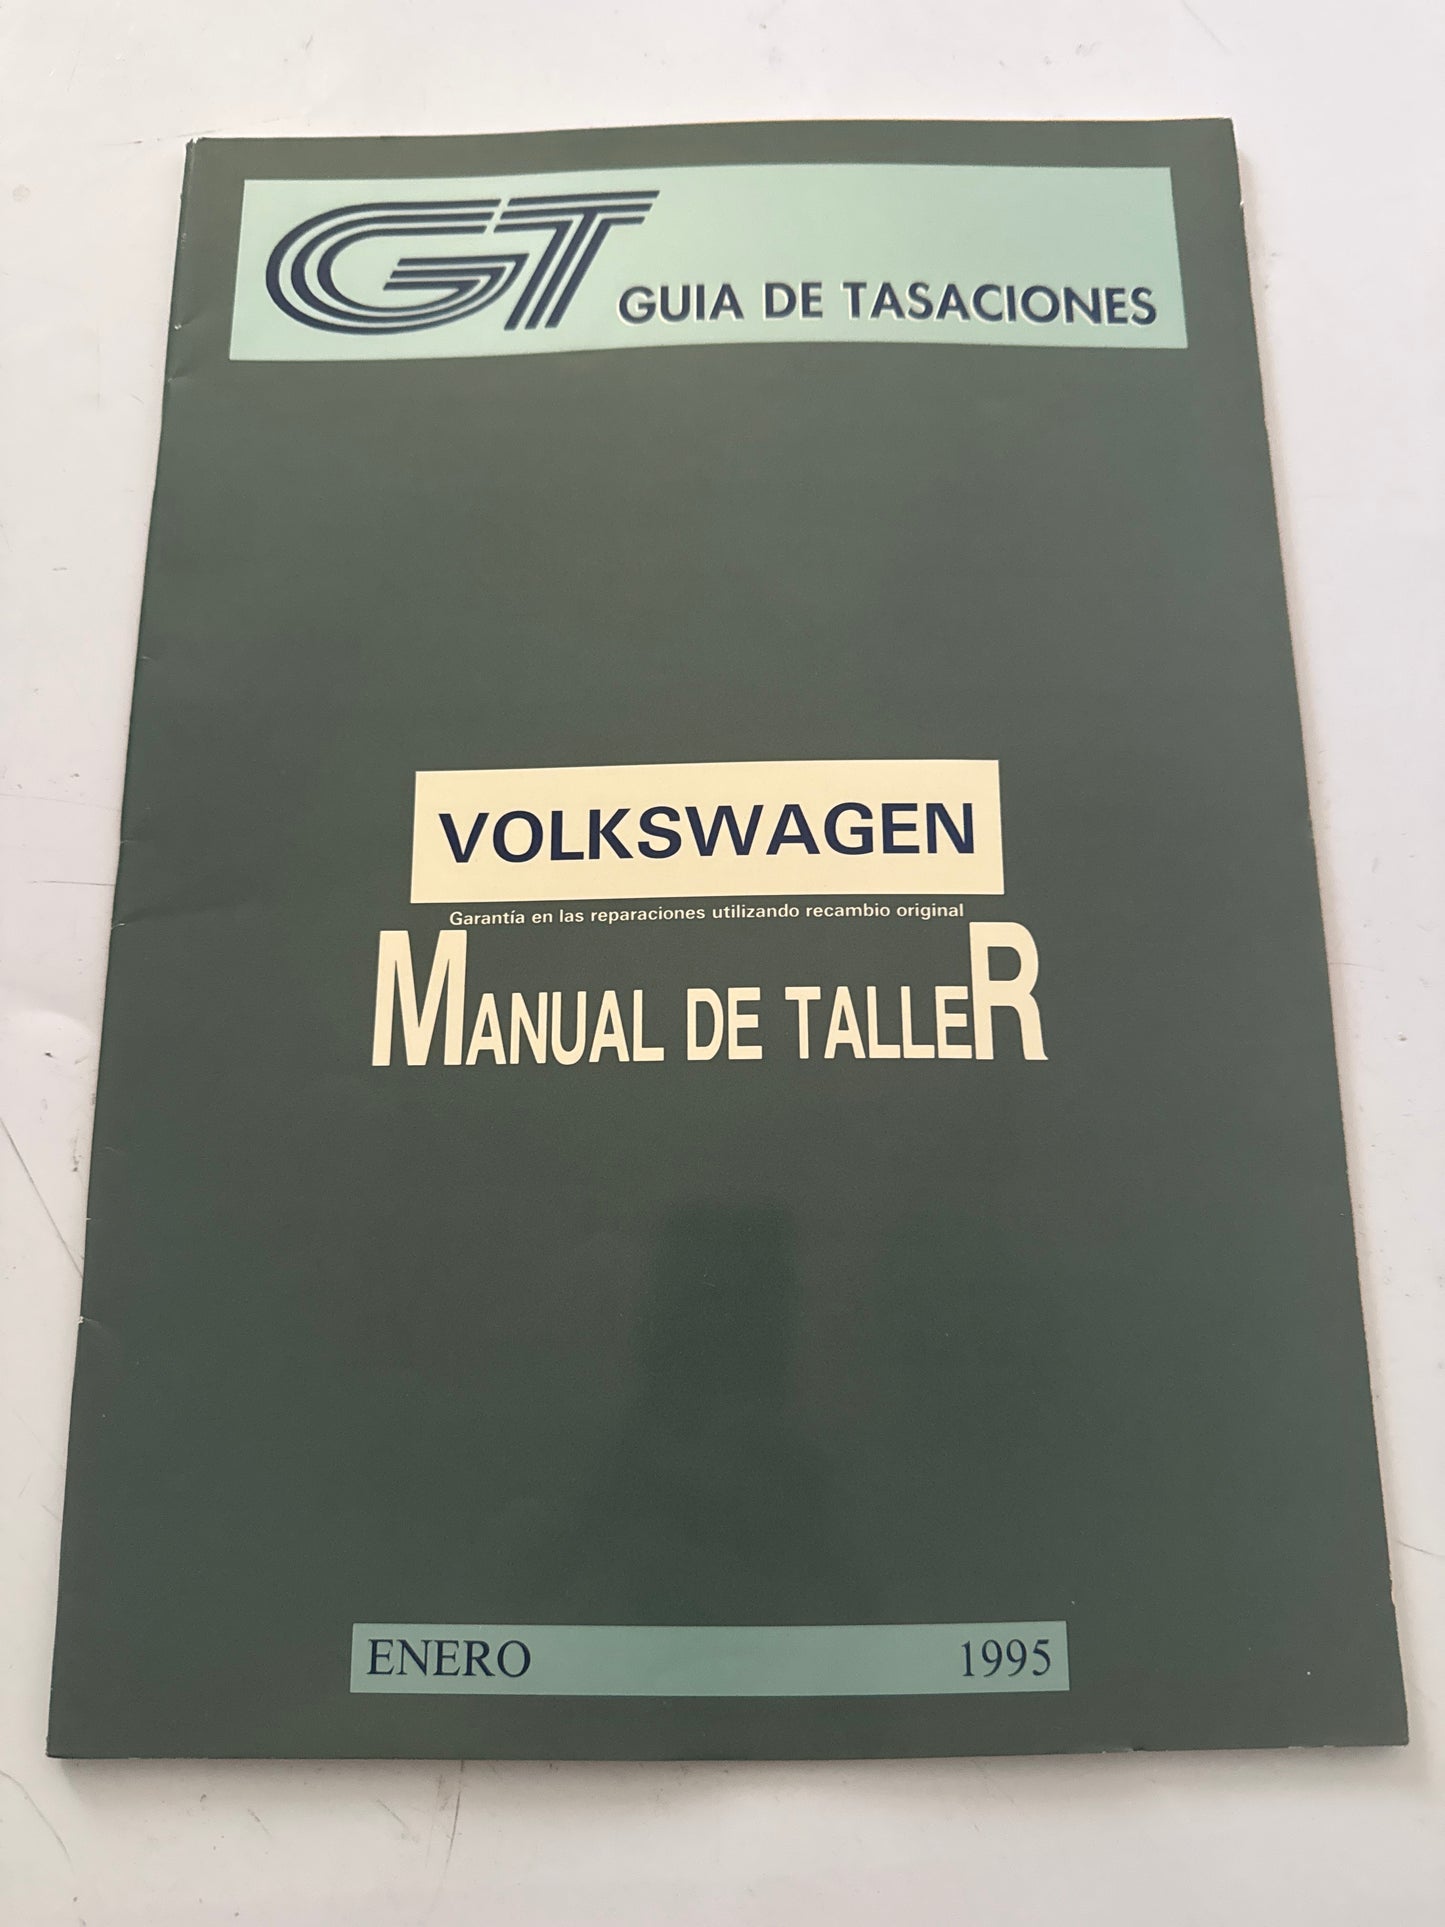 GT GUIA DE TASACIONES
VOLKSWAGEN
Garantía en las reparaciones utilizando recambio original
MANUAL DE TALLER
ENERO 1995